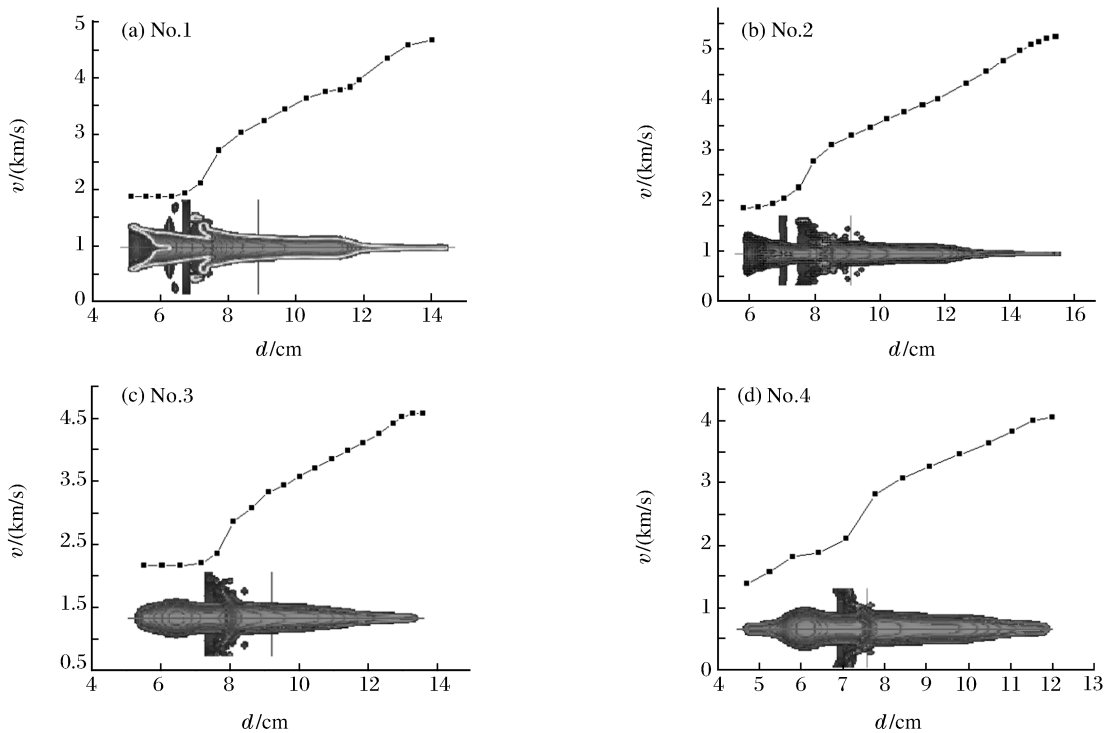 (a) No.1
5
4
3
2
1
0
v/(km/s)
4 6 8 10 12 14
d/cm
(b) No.2
5
4
3
2
1
0
v/(km/s)
6 8 10 12 14 16
d/cm
(c) No.3
4.5
3.5
2.5
1.5
0.5
v/(km/s)
4 6 8 10 12 14
d/cm
(d) No.4
4
3
2
1
0
v/(km/s)
4 5 6 7 8 9 10 11 12 13
d/cm